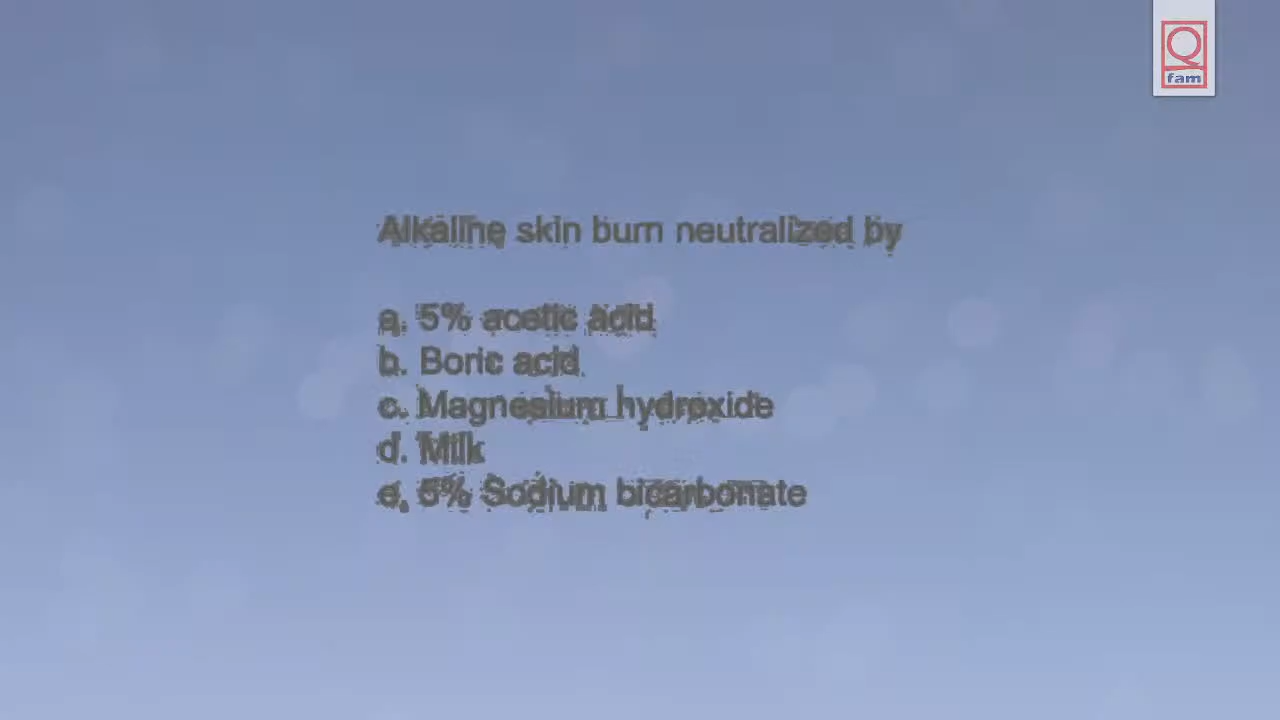 Q
fam
Alkaline skin burn neutralized by
a. 5% acetic acid
b. Boric acid
c. Magnesium hydroxide
d. Milk
e. 5% Sodium bicarbonate